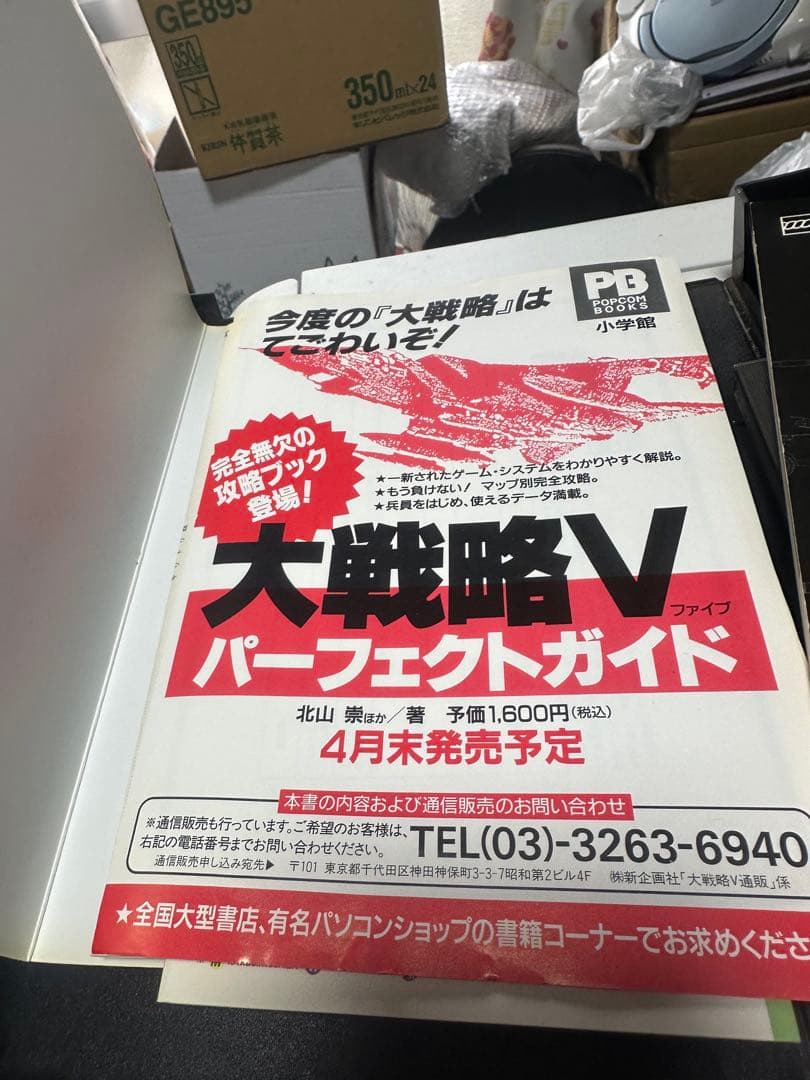 GE895
350ml
350ml×24
KIRIN 体質茶
PB
POPCOM
BOOKS
小学館
今度の『大戦略』は
てごわいぞ!
完全無欠の
攻略ブック
登場!
★一新されたゲーム・システムをわかりやすく解説。
★もう負けない! マップ別完全攻略。
★兵員をはじめ、使えるデータ満載。
大戦略V
ファイブ
パーフェクトガイド
北山 崇ほか/著 予価1,600円(税込)
4月末発売予定
本書の内容および通信販売のお問い合わせ
※通信販売も行っています。ご希望のお客様は、
右記の電話番号までお問い合わせください。
TEL(03)-3263-6940
通信販売申し込み宛先▶ 〒101 東京都千代田区神田神保町3-3-7昭和第2ビル4F ㈱新企画社「大戦略V通販」係
★全国大型書店、有名パソコンショップの書籍コーナーでお求めくださ